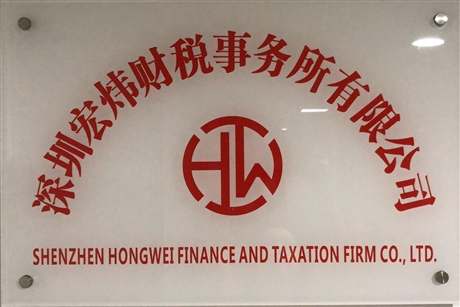 深圳宏炜财税事务所有限公司
HW
SHENZHEN HONGWEI FINANCE AND TAXATION FIRM CO., LTD.